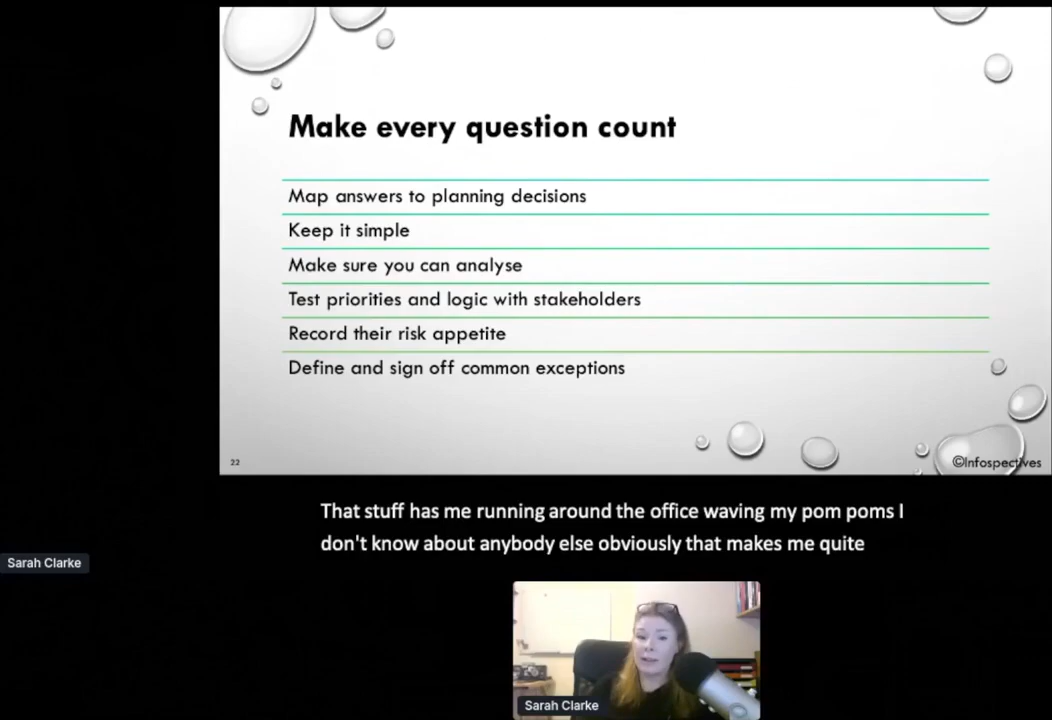 Make every question count
Map answers to planning decisions
Keep it simple
Make sure you can analyse
Test priorities and logic with stakeholders
Record their risk appetite
Define and sign off common exceptions
22
©Infospectives
That stuff has me running around the office waving my pom poms I
don't know about anybody else obviously that makes me quite
Sarah Clarke
Sarah Clarke